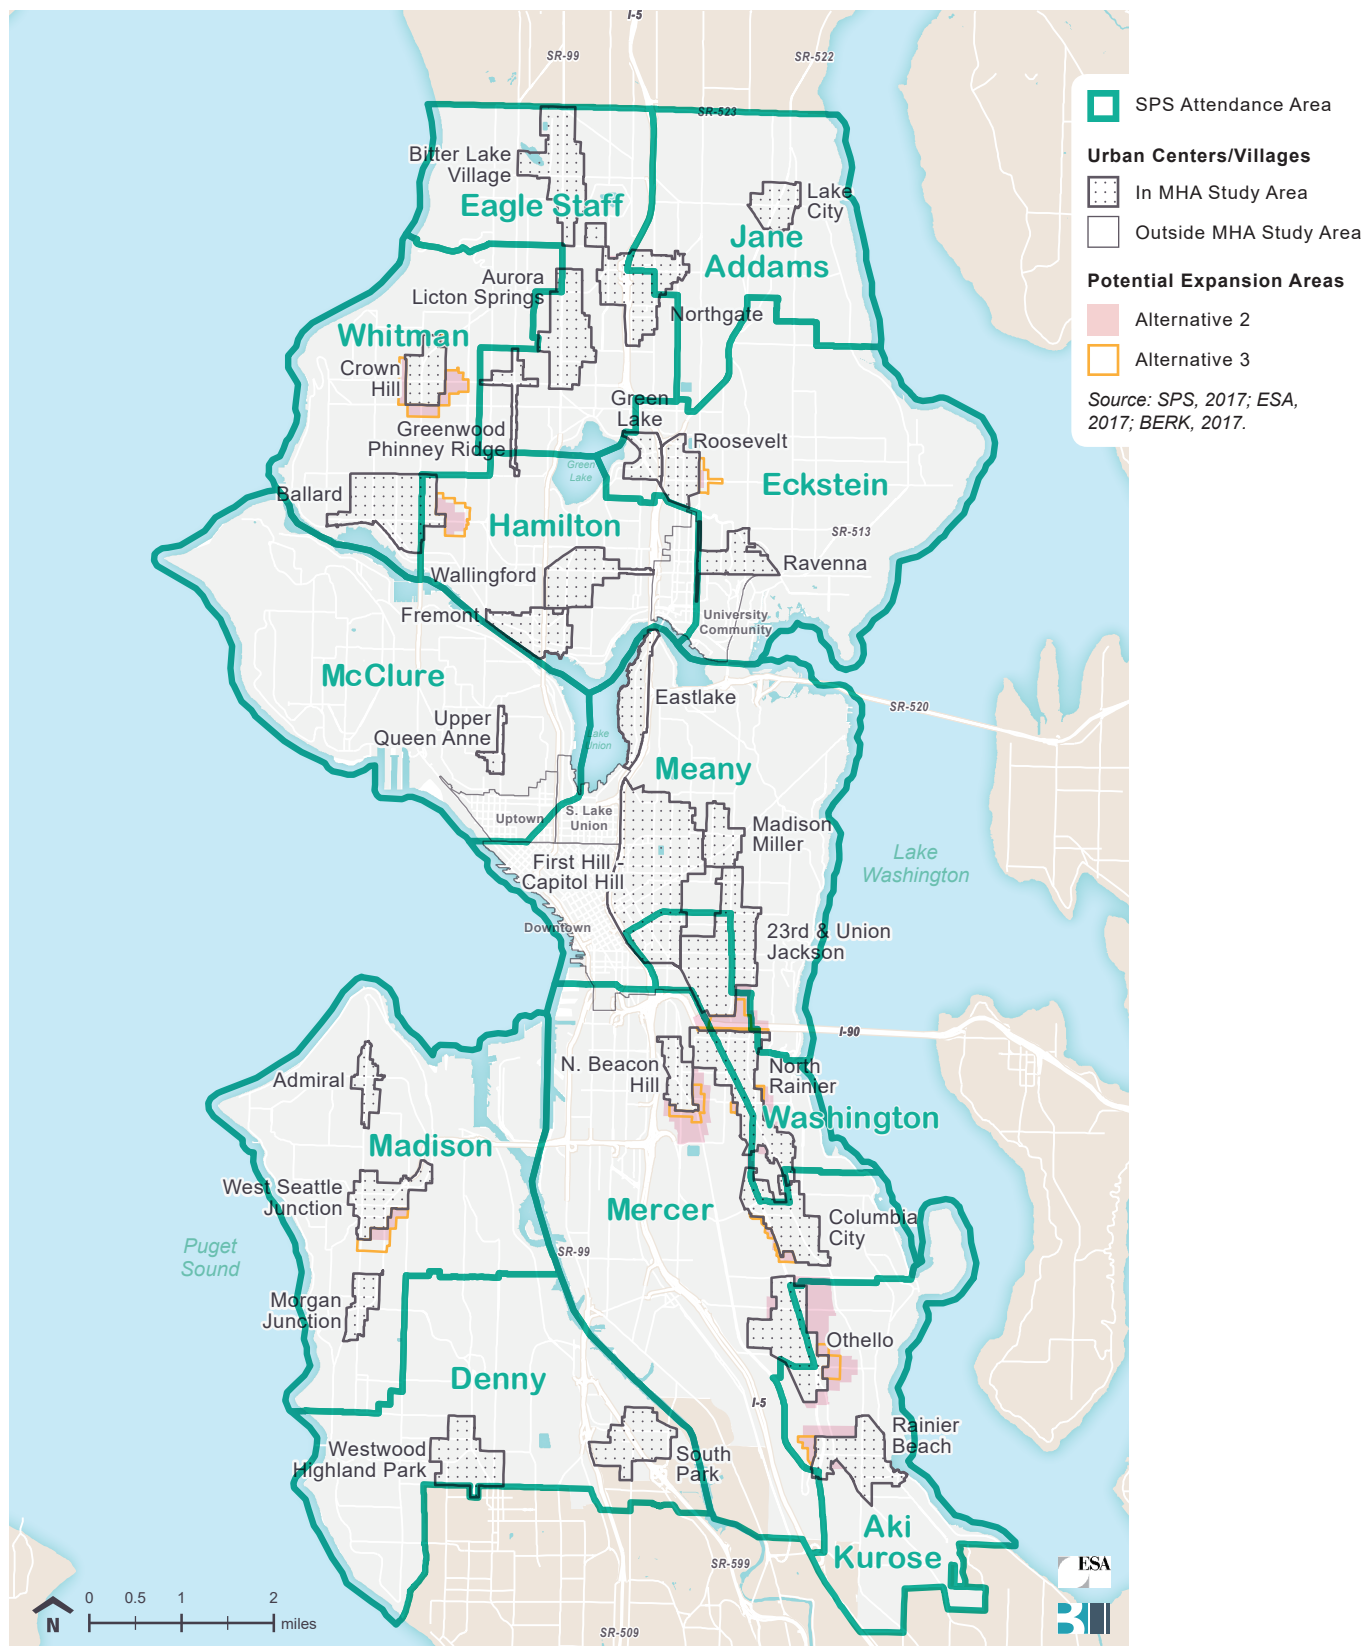 I-5
SR-99
SR-522
SR-523
Bitter Lake
Village
Eagle Staff
Lake
City
Jane
Addams
Aurora
Licton Springs
Northgate
Whitman
Crown
Hill
Green
Lake
Greenwood
Phinney Ridge
Roosevelt
Green
Lake
Eckstein
Ballard
Hamilton
SR-513
Wallingford
Ravenna
Fremont
University
Community
McClure
Eastlake
SR-520
Upper
Queen Anne
Lake
Union
Meany
Uptown
S. Lake
Union
Madison
Miller
Lake
Washington
First Hill -
Capitol Hill
Downtown
23rd & Union
Jackson
I-90
N. Beacon
Hill
North
Rainier
Admiral
Washington
Madison
West Seattle
Junction
Mercer
Columbia
City
Puget
Sound
SR-99
Morgan
Junction
Othello
Denny
I-5
Westwood
Highland Park
South
Park
Rainier
Beach
Aki
Kurose
SR-599
SR-509
SPS Attendance Area
Urban Centers/Villages
In MHA Study Area
Outside MHA Study Area
Potential Expansion Areas
Alternative 2
Alternative 3
Source: SPS, 2017; ESA,
2017; BERK, 2017.
N
0 0.5 1 2
miles
ESA